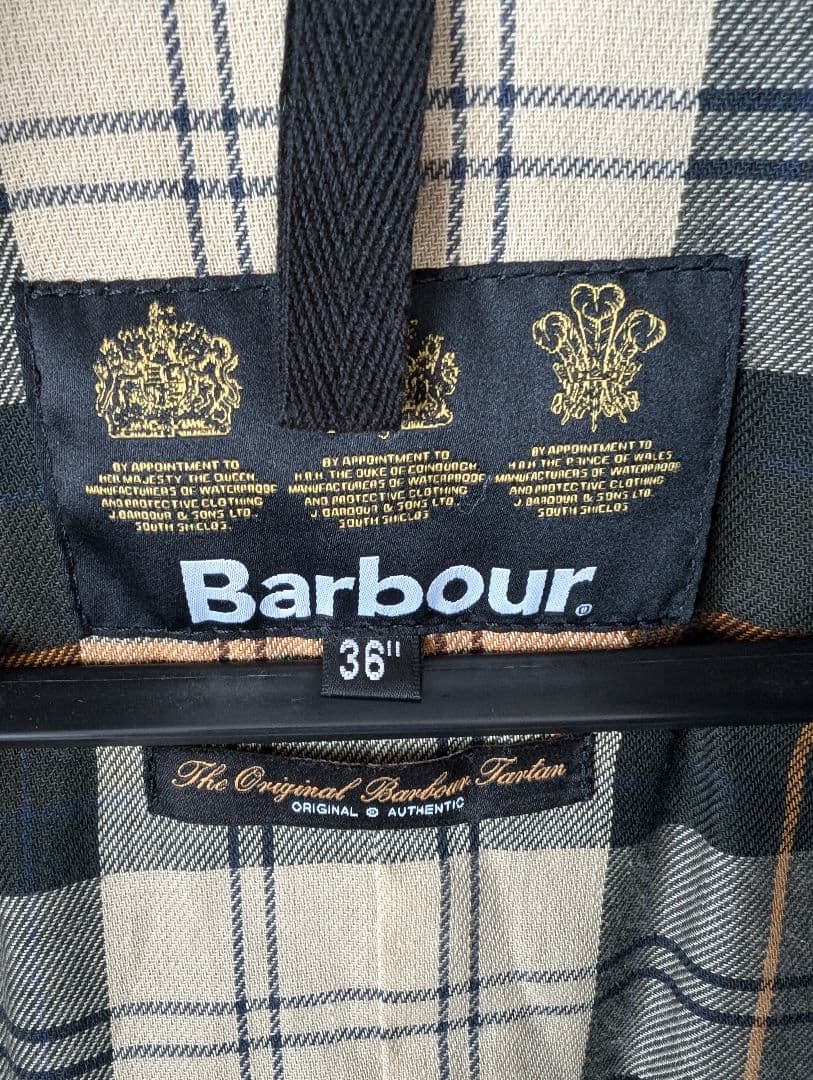 BY APPOINTMENT TO
HER MAJESTY THE QUEEN
MANUFACTURERS OF WATERPROOF
AND PROTECTIVE CLOTHING
J. BARBOUR & SONS LTD.
SOUTH SHIELDS
BY APPOINTMENT TO
H.R.H. THE DUKE OF EDINBURGH
MANUFACTURERS OF WATERPROOF
AND PROTECTIVE CLOTHING
J. BARBOUR & SONS LTD.
SOUTH SHIELDS
BY APPOINTMENT TO
H.R.H THE PRINCE OF WALES
MANUFACTURERS OF WATERPROOF
AND PROTECTIVE CLOTHING
J. BARBOUR & SONS LTD.
SOUTH SHIELDS
Barbour®
36"
The Original Barbour Tartan
ORIGINAL AUTHENTIC